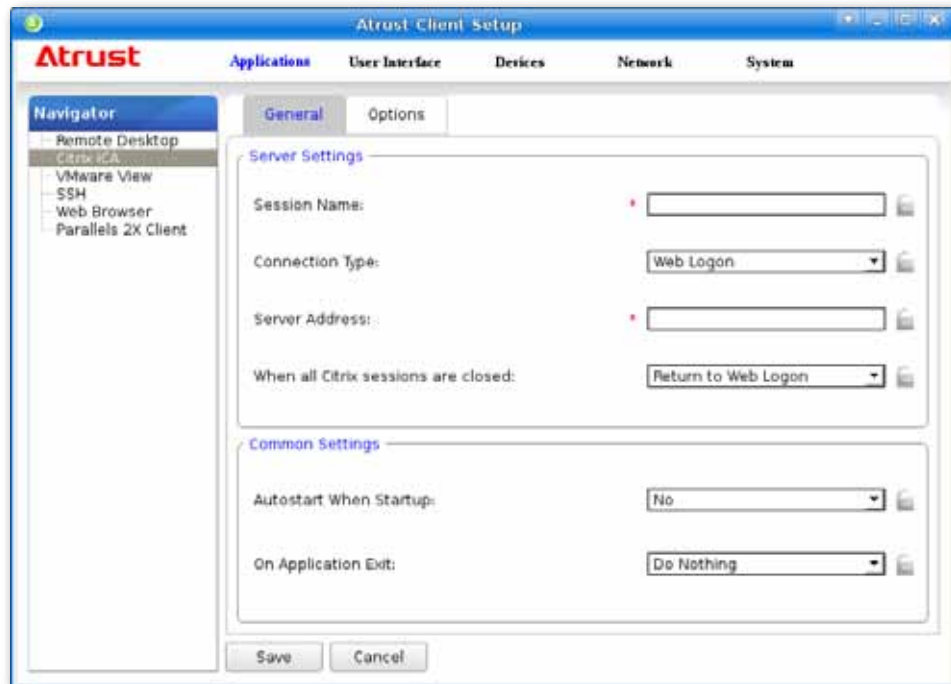 Atrust Client Setup
Atrust
Applications User Interface Devices Network System
Navigator
Remote Desktop
Citrix ICA
VMware View
SSH
Web Browser
Parallels 2X Client
General Options
Server Settings
Session Name: *
Connection Type: Web Logon
Server Address: *
When all Citrix sessions are closed: Return to Web Logon
Common Settings
Autostart When Startup: No
On Application Exit: Do Nothing
Save Cancel